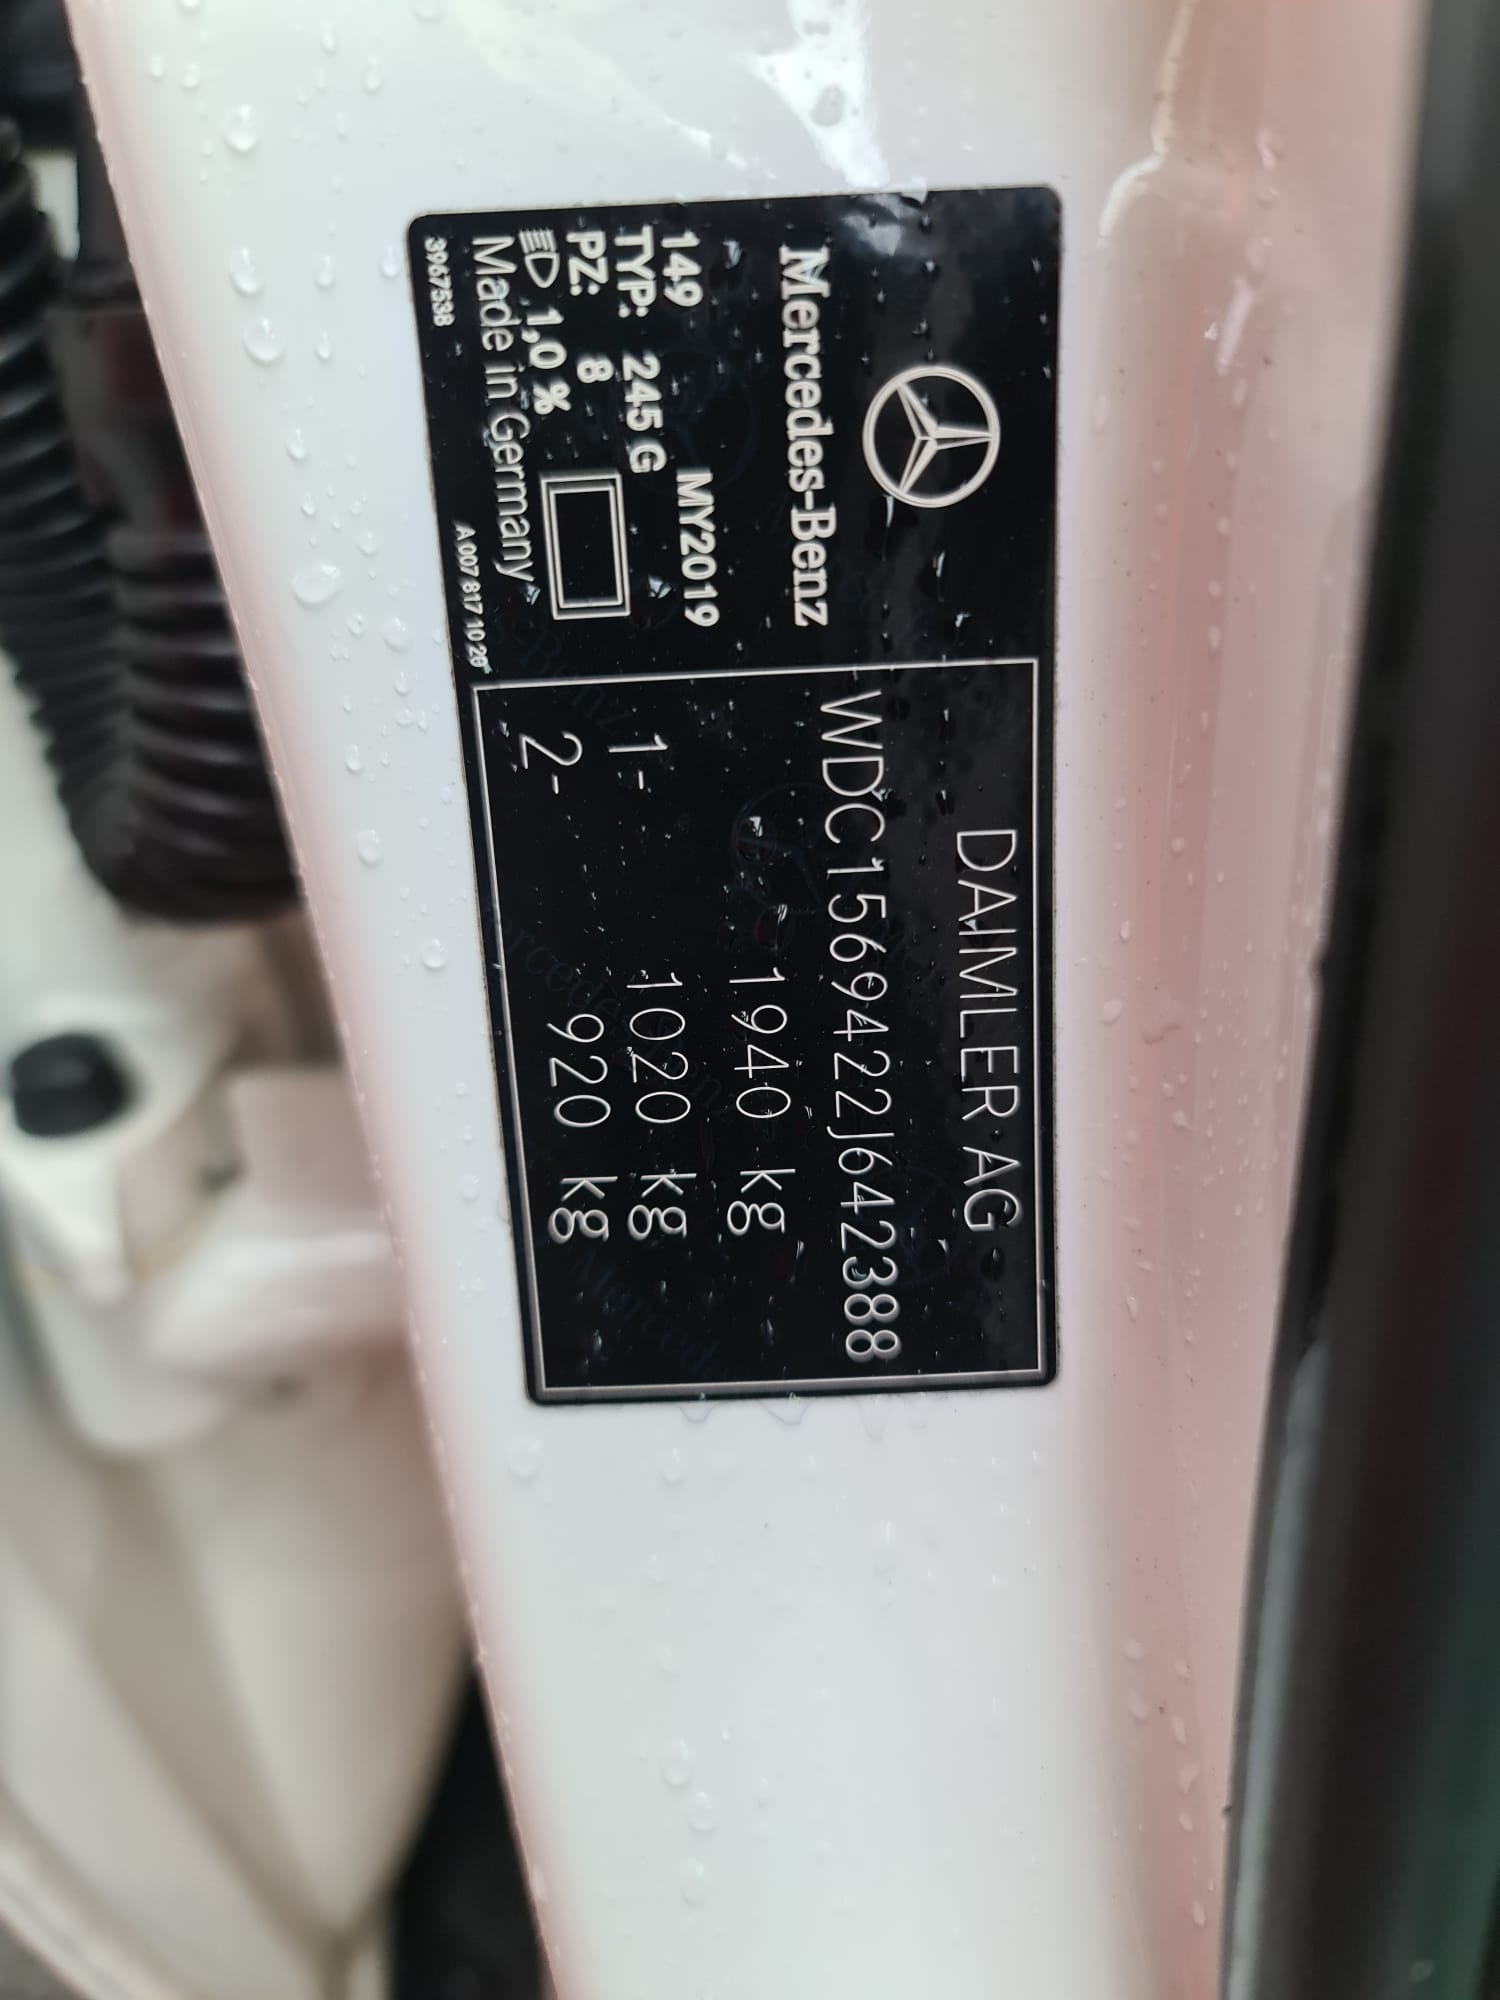 Mercedes-Benz
149 MY2019
TYP: 245 G
PZ: 8
1,0 %
Made in Germany
3967538 A 007 817 10 20
DAIMLER AG
WDC1569422J642388
1940 kg
1- 1020 kg
2- 920 kg